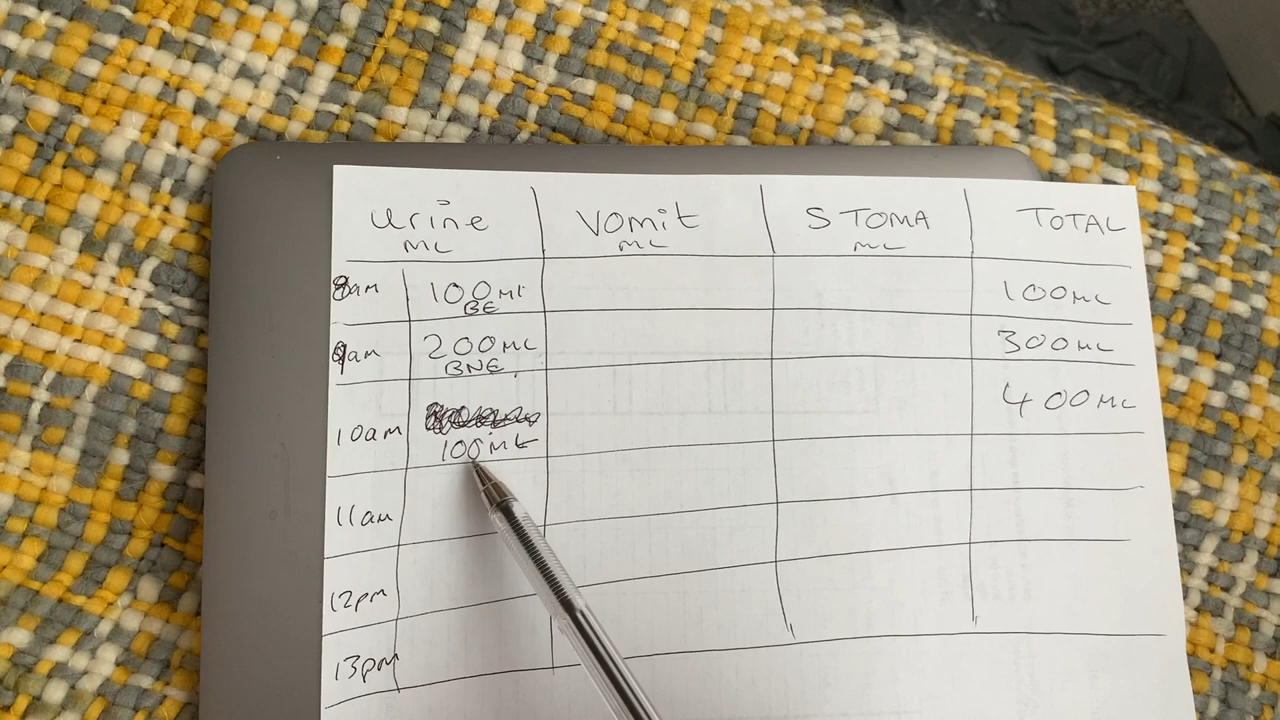 Urine VOMIT STOMA TOTAL
ML ML ML
8am 100ML 100ML
BE
9am 200ML 300ML
BNE
400ML
10am 100ML
11am
12pm
13pm